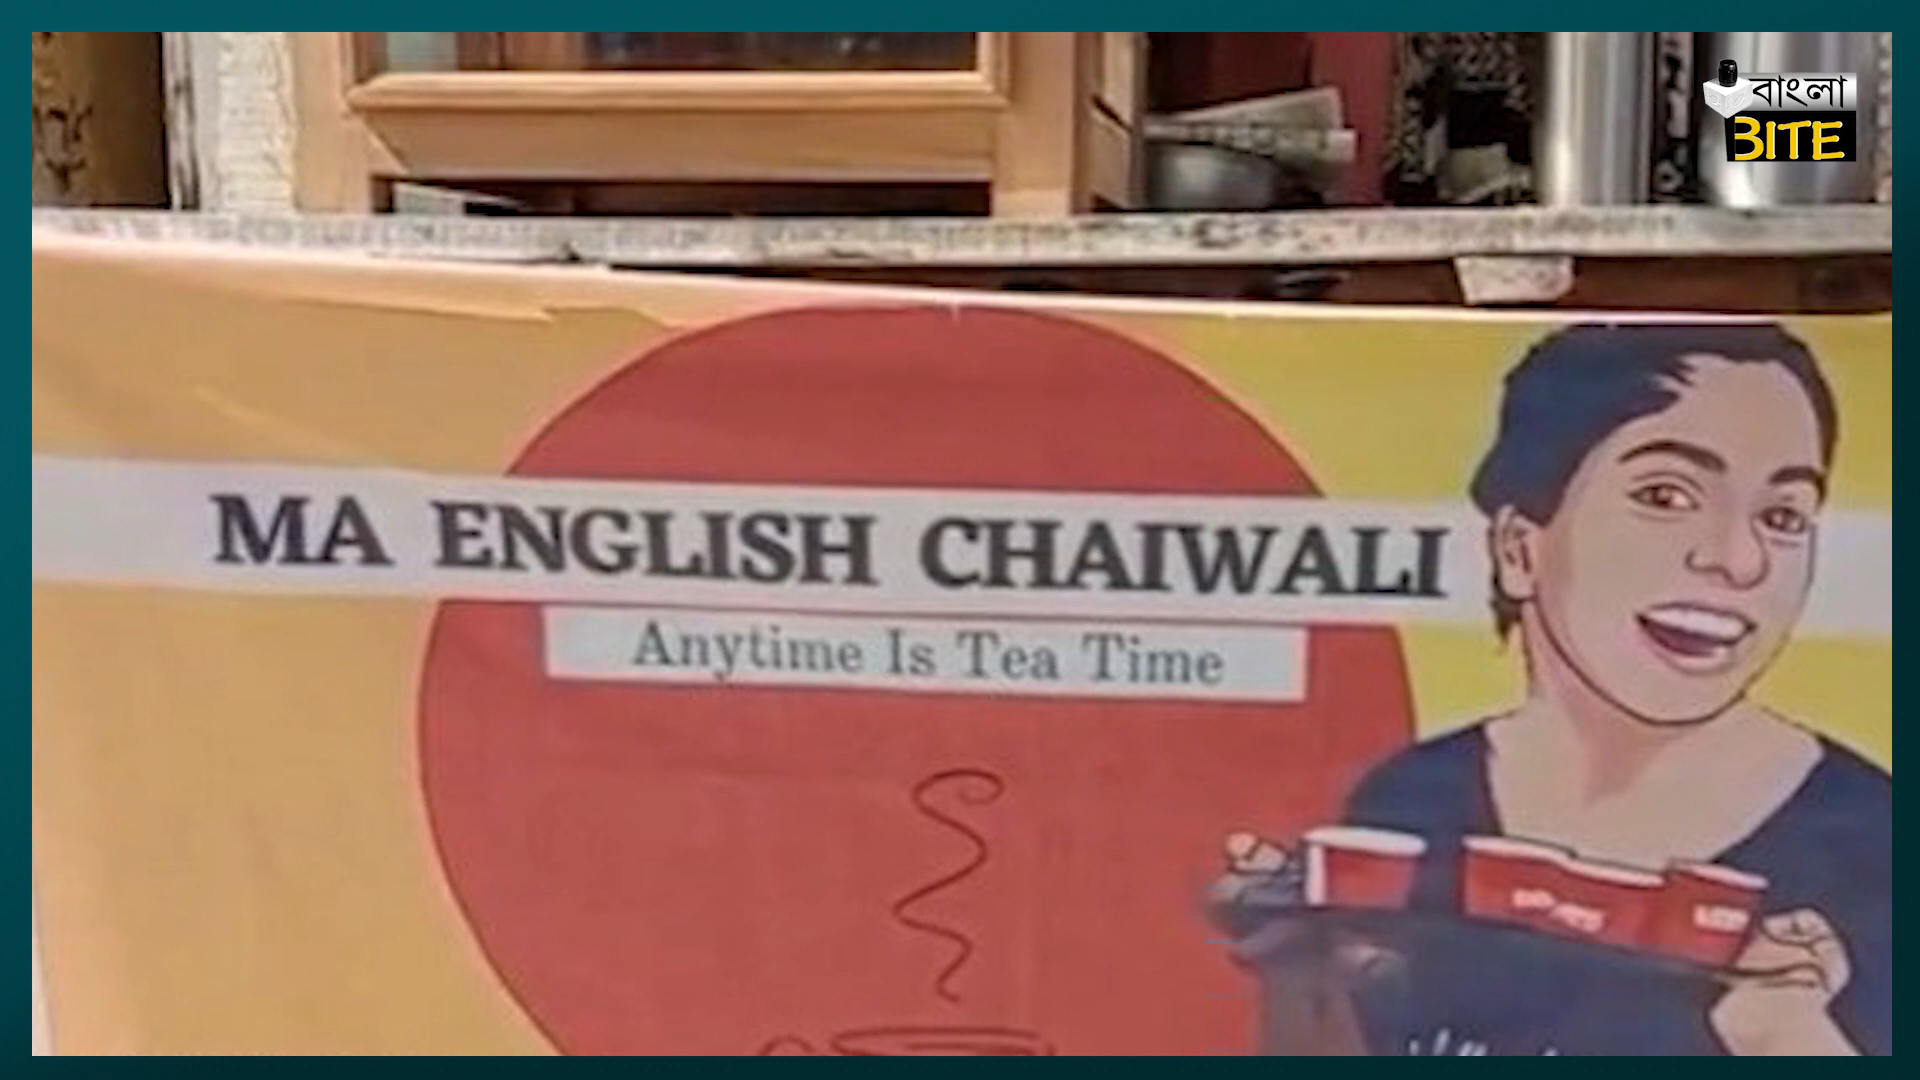 বাংলা
BITE
MA ENGLISH CHAIWALI
Anytime Is Tea Time